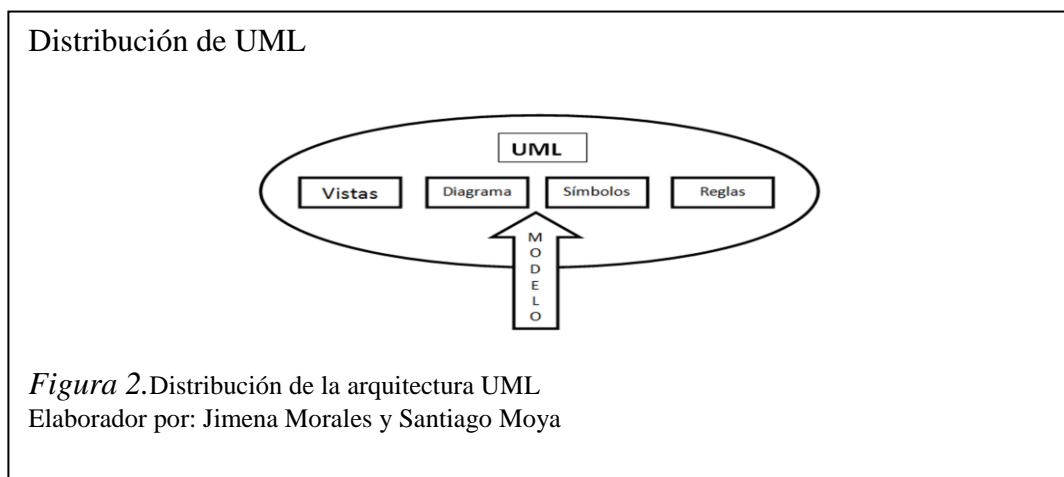 Distribución de UML
UML
Vistas Diagrama Símbolos Reglas
M
O
D
E
L
O
Figura 2.Distribución de la arquitectura UML
Elaborador por: Jimena Morales y Santiago Moya